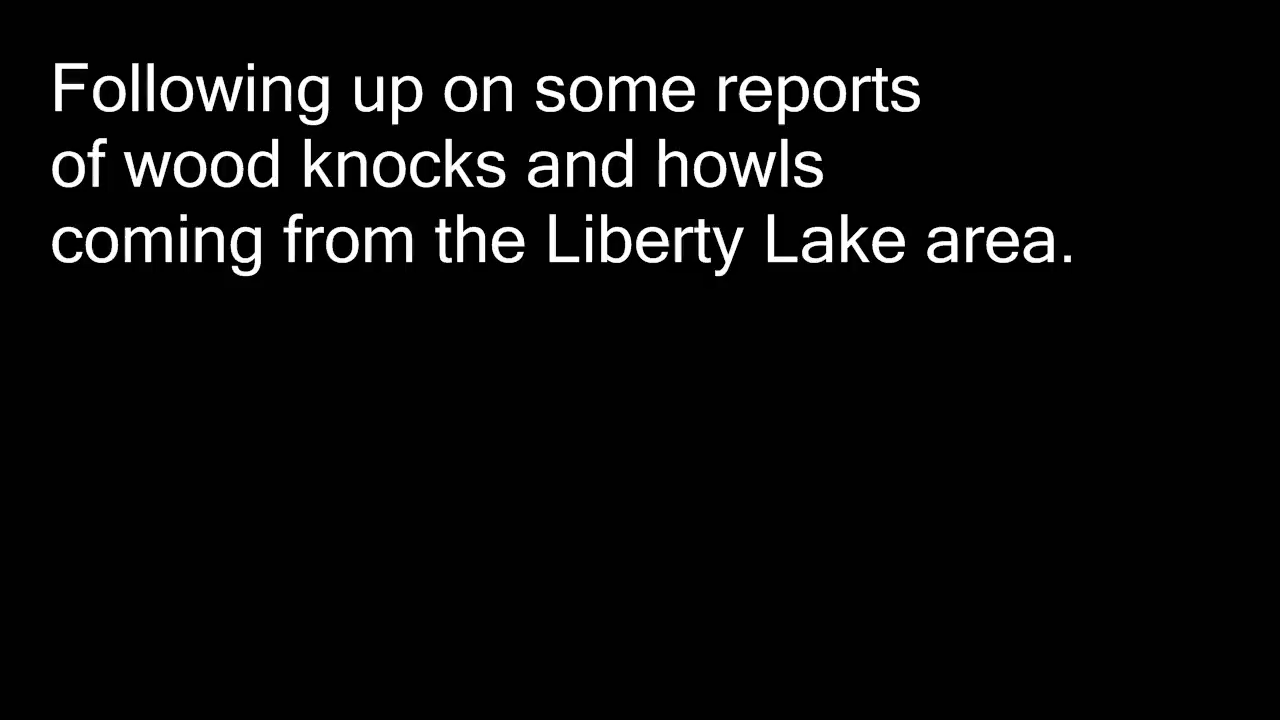 Following up on some reports
of wood knocks and howls
coming from the Liberty Lake area.